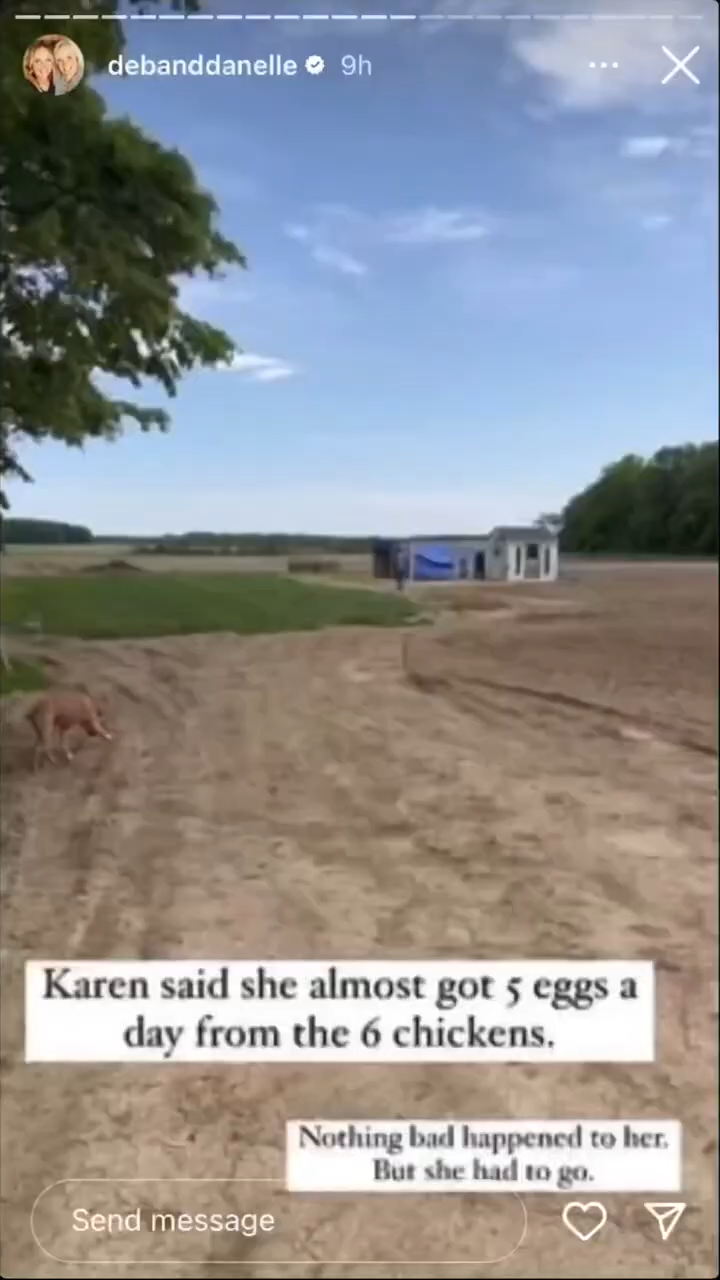 debanddanelle 9h
Karen said she almost got 5 eggs a
day from the 6 chickens.
Nothing bad happened to her.
But she had to go.
Send message